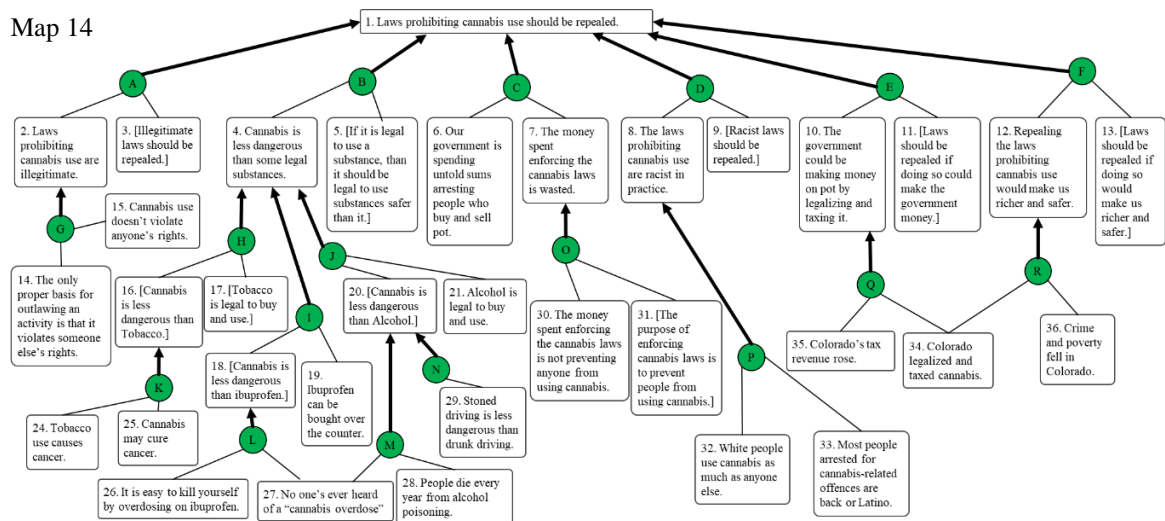 Map 14
1. Laws prohibiting cannabis use should be repealed.
A
B
C
D
E
F
2. Laws
prohibiting
cannabis use are
illegitimate.
3. [Illegitimate
laws should be
repealed.]
4. Cannabis is
less dangerous
than some legal
substances.
5. [If it is legal
to use a
substance, than
it should be
legal to use
substances safer
than it.]
6. Our
government is
spending
untold sums
arresting
people who
buy and sell
pot.
7. The money
spent
enforcing the
cannabis laws
is wasted.
8. The laws
prohibiting
cannabis use
are racist in
practice.
9. [Racist laws
should be
repealed.]
10. The
government
could be
making money
on pot by
legalizing and
taxing it.
11. [Laws
should be
repealed if
doing so could
make the
government
money.]
12. Repealing
the laws
prohibiting
cannabis use
would make us
richer and
safer.
13. [Laws
should be
repealed if
doing so
would
make us
richer and
safer.]
G
15. Cannabis use
doesn't violate
anyone's rights.
14. The only
proper basis for
outlawing an
activity is that it
violates someone
else's rights.
H
I
J
16. [Cannabis
is less
dangerous than
Tobacco.]
17. [Tobacco
is legal to buy
and use.]
20. [Cannabis is
less dangerous
than Alcohol.]
21. Alcohol is
legal to buy
and use.
O
Q
R
18. [Cannabis is
less dangerous
than ibuprofen.]
19.
Ibuprofen
can be
bought over
the counter.
K
N
29. Stoned
driving is less
dangerous than
drunk driving.
30. The money
spent enforcing
the cannabis laws
is not preventing
anyone from
using cannabis.
31. [The
purpose of
enforcing
cannabis laws is
to prevent
people from
using cannabis.]
P
35. Colorado's tax
revenue rose.
34. Colorado
legalized and
taxed cannabis.
36. Crime
and poverty
fell in
Colorado.
24. Tobacco
use causes
cancer.
25. Cannabis
may cure
cancer.
L
M
26. It is easy to kill yourself
by overdosing on ibuprofen.
27. No one's ever heard
of a "cannabis overdose"
28. People die every
year from alcohol
poisoning.
32. White people
use cannabis as
much as anyone
else.
33. Most people
arrested for
cannabis-related
offences are
back or Latino.